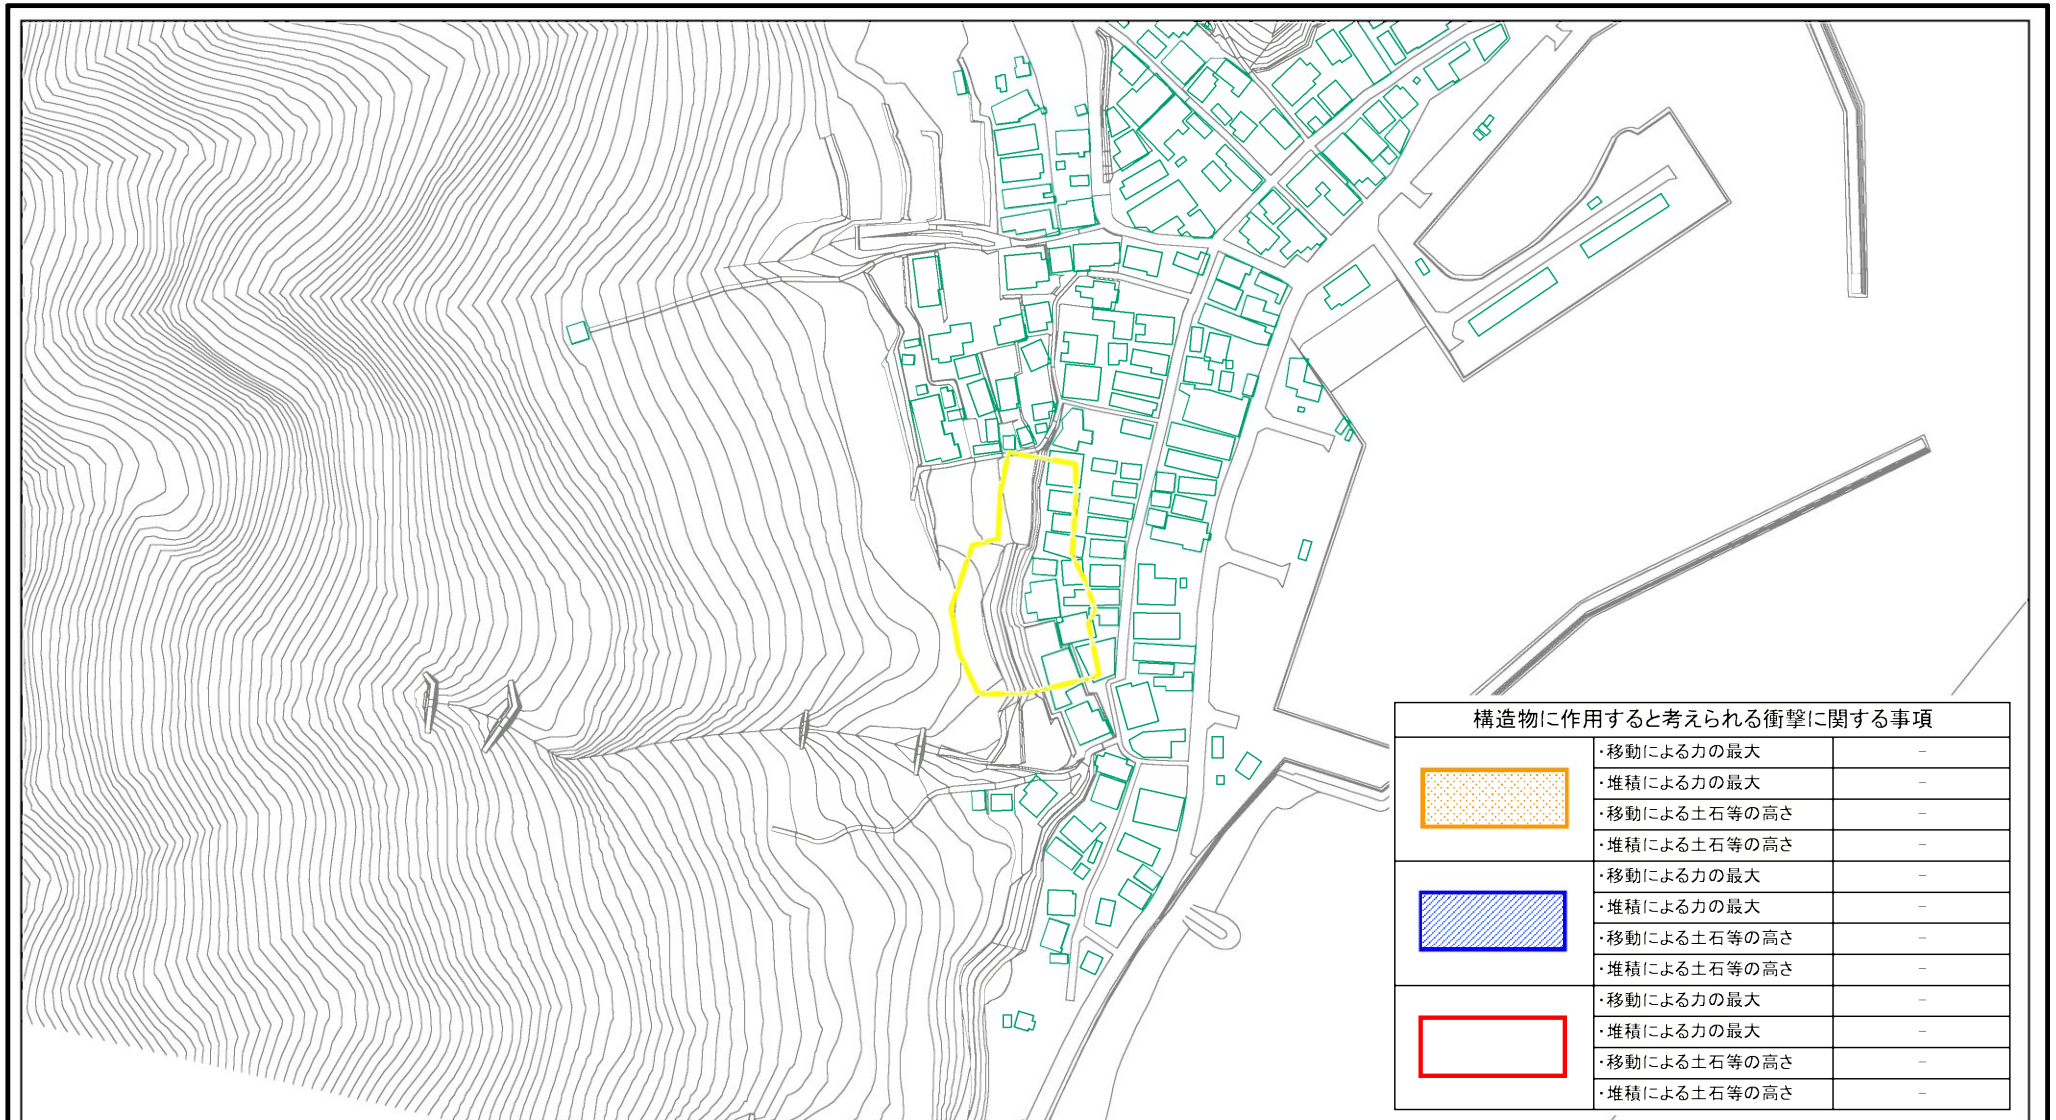 構造物に作用すると考えられる衝撃に関する事項
・移動による力の最大 －
・堆積による力の最大 －
・移動による土石等の高さ －
・堆積による土石等の高さ －
・移動による力の最大 －
・堆積による力の最大 －
・移動による土石等の高さ －
・堆積による土石等の高さ －
・移動による力の最大 －
・堆積による力の最大 －
・移動による土石等の高さ －
・堆積による土石等の高さ －